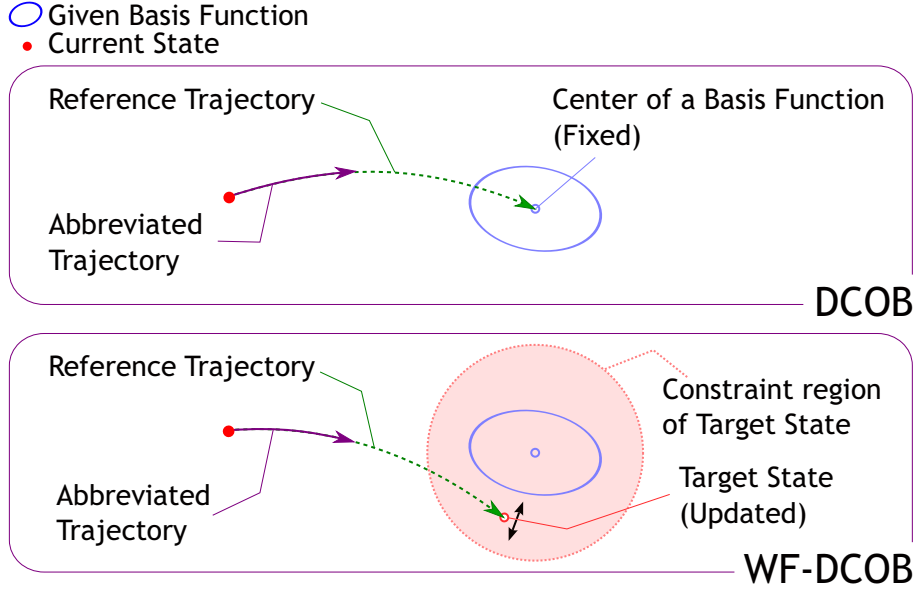 Given Basis Function
Current State
Reference Trajectory
Center of a Basis Function
(Fixed)
Abbreviated
Trajectory
DCOB
Reference Trajectory
Constraint region
of Target State
Abbreviated
Trajectory
Target State
(Updated)
WF-DCOB